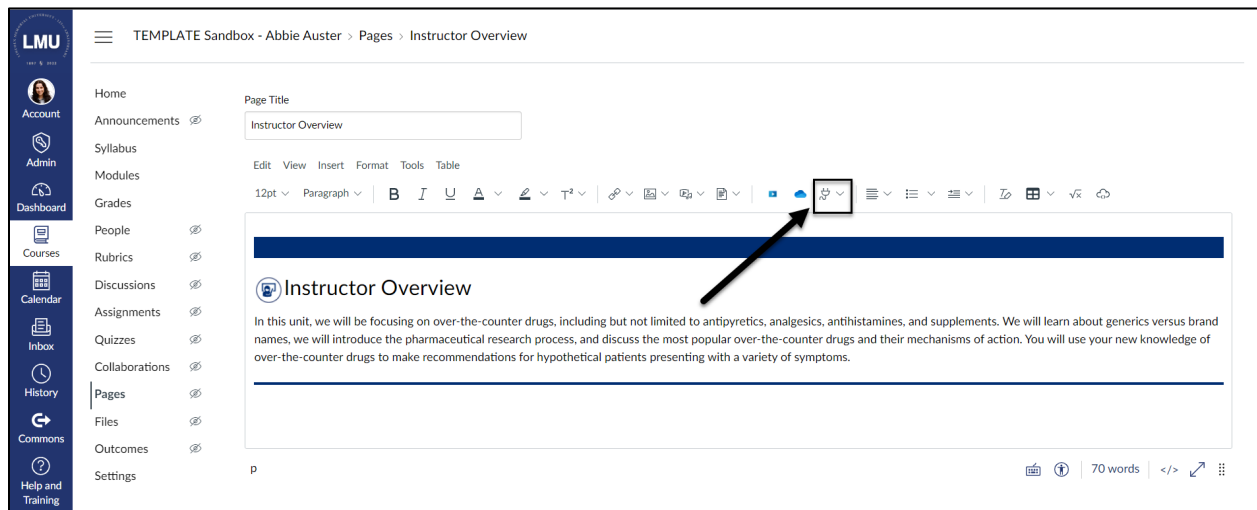 LMU
TEMPLATE Sandbox - Abbie Auster > Pages > Instructor Overview
Account
Admin
Dashboard
Courses
Calendar
Inbox
History
Commons
Help and
Training
Home
Announcements
Syllabus
Modules
Grades
People
Rubrics
Discussions
Assignments
Quizzes
Collaborations
Pages
Files
Outcomes
Settings
Page Title
Instructor Overview
Edit View Insert Format Tools Table
12pt Paragraph B I U A T²
Instructor Overview
In this unit, we will be focusing on over-the-counter drugs, including but not limited to antipyretics, analgesics, antihistamines, and supplements. We will learn about generics versus brand
names, we will introduce the pharmaceutical research process, and discuss the most popular over-the-counter drugs and their mechanisms of action. You will use your new knowledge of
over-the-counter drugs to make recommendations for hypothetical patients presenting with a variety of symptoms.
p
70 words </>